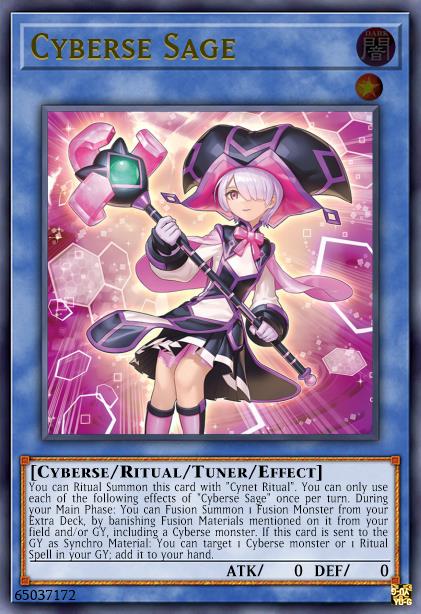 Cyberse Sage
DARK
闇
[Cyberse/Ritual/Tuner/Effect]
You can Ritual Summon this card with "Cynet Ritual". You can only use
each of the following effects of "Cyberse Sage" once per turn. During
your Main Phase: You can Fusion Summon 1 Fusion Monster from your
Extra Deck, by banishing Fusion Materials mentioned on it from your
field and/or GY, including a Cyberse monster. If this card is sent to the
GY as Synchro Material: You can target 1 Cyberse monster or 1 Ritual
Spell in your GY; add it to your hand.
ATK/ 0 DEF/ 0
65037172